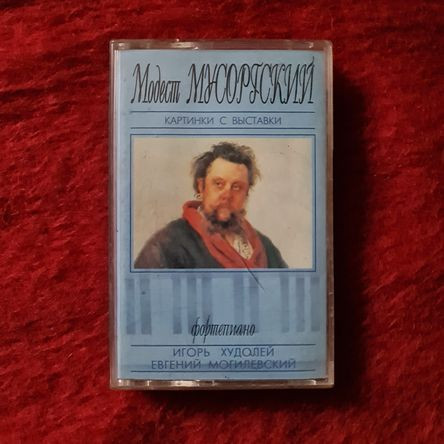 Модест МУСОРГСКИЙ
КАРТИНКИ С ВЫСТАВКИ
фортепиано
ИГОРЬ ХУДОЛЕЙ
ЕВГЕНИЙ МОГИЛЕВСКИЙ